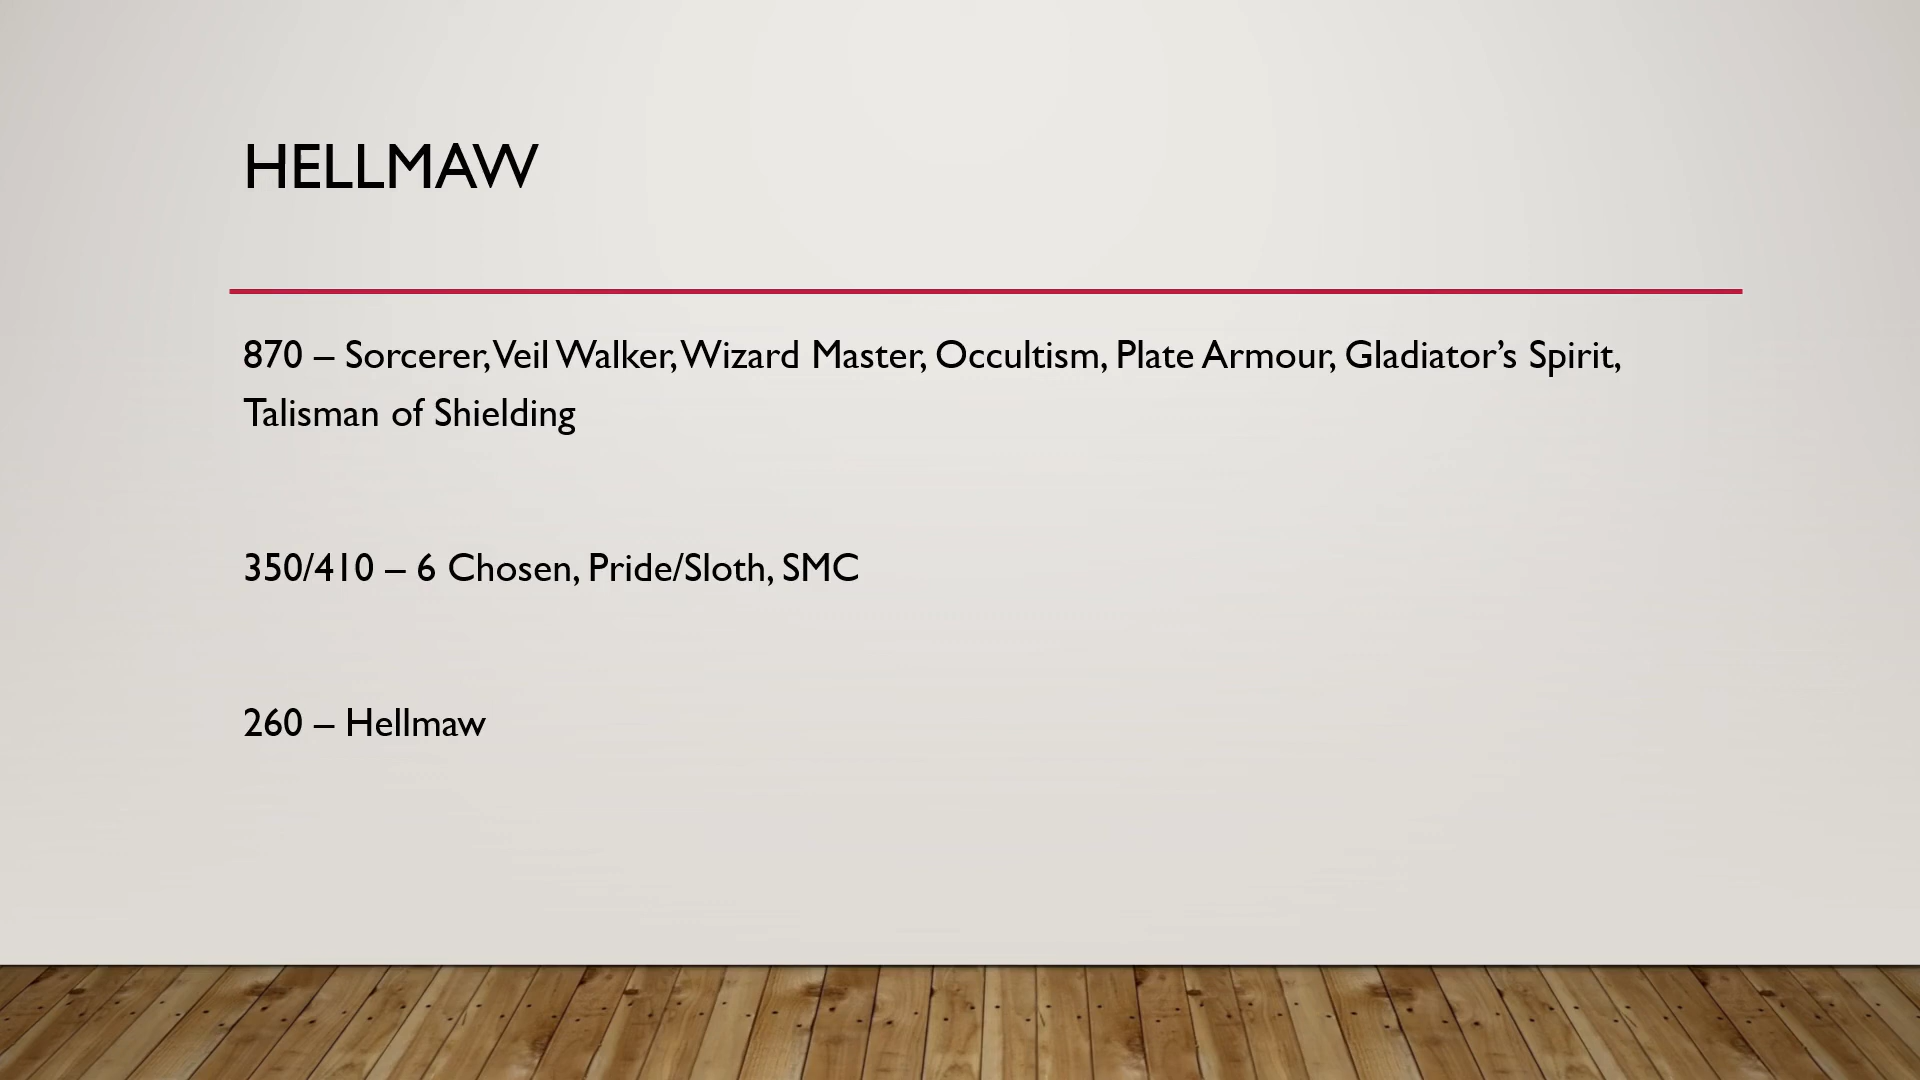 HELLMAW
870 – Sorcerer, Veil Walker, Wizard Master, Occultism, Plate Armour, Gladiator’s Spirit,
Talisman of Shielding
350/410 – 6 Chosen, Pride/Sloth, SMC
260 – Hellmaw